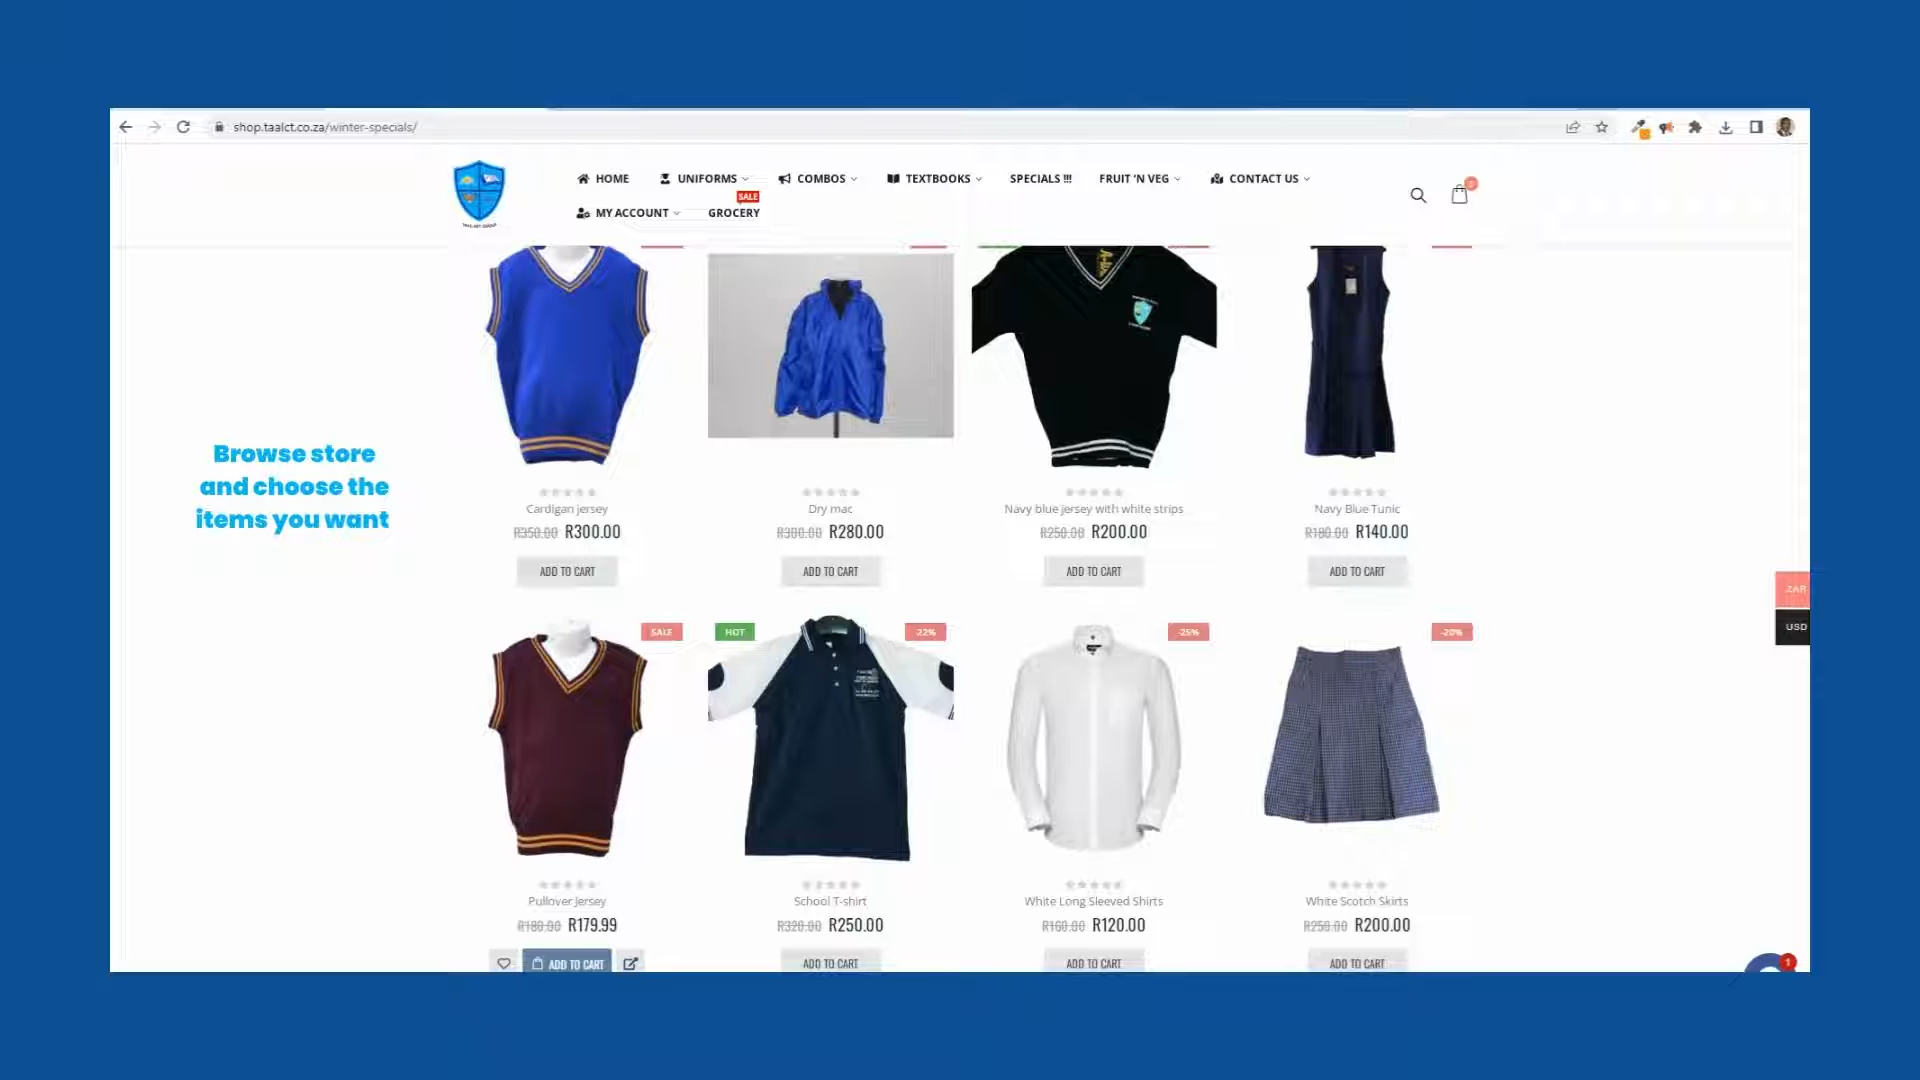 shop.taalct.co.za/winter-specials/
HOME UNIFORMS COMBOS TEXTBOOKS SPECIALS !!! FRUIT 'N VEG CONTACT US
SALE
MY ACCOUNT GROCERY
Browse store
and choose the
items you want
Cardigan jersey Dry mac Navy blue jersey with white strips Navy Blue Tunic
R350.00 R300.00 R300.00 R280.00 R250.00 R200.00 R180.00 R140.00
ADD TO CART ADD TO CART ADD TO CART ADD TO CART
ZAR
USD
SALE HOT -22% -25% -20%
Pullover Jersey School T-shirt White Long Sleeved Shirts White Scotch Skirts
R180.00 R179.99 R320.00 R250.00 R160.00 R120.00 R250.00 R200.00
ADD TO CART ADD TO CART ADD TO CART ADD TO CART
1